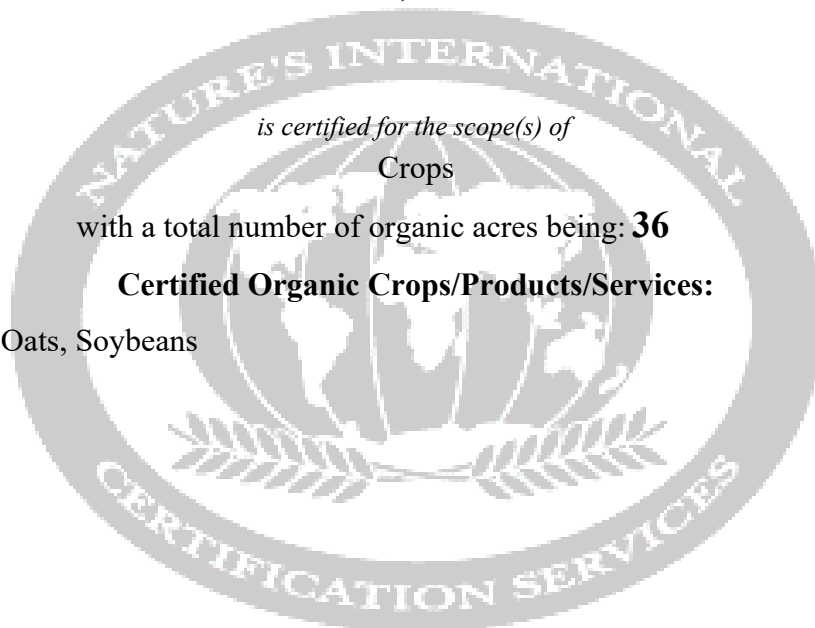 NATURE'S INTERNATIONAL
is certified for the scope(s) of
Crops
with a total number of organic acres being: 36
Certified Organic Crops/Products/Services:
Oats, Soybeans
CERTIFICATION SERVICES